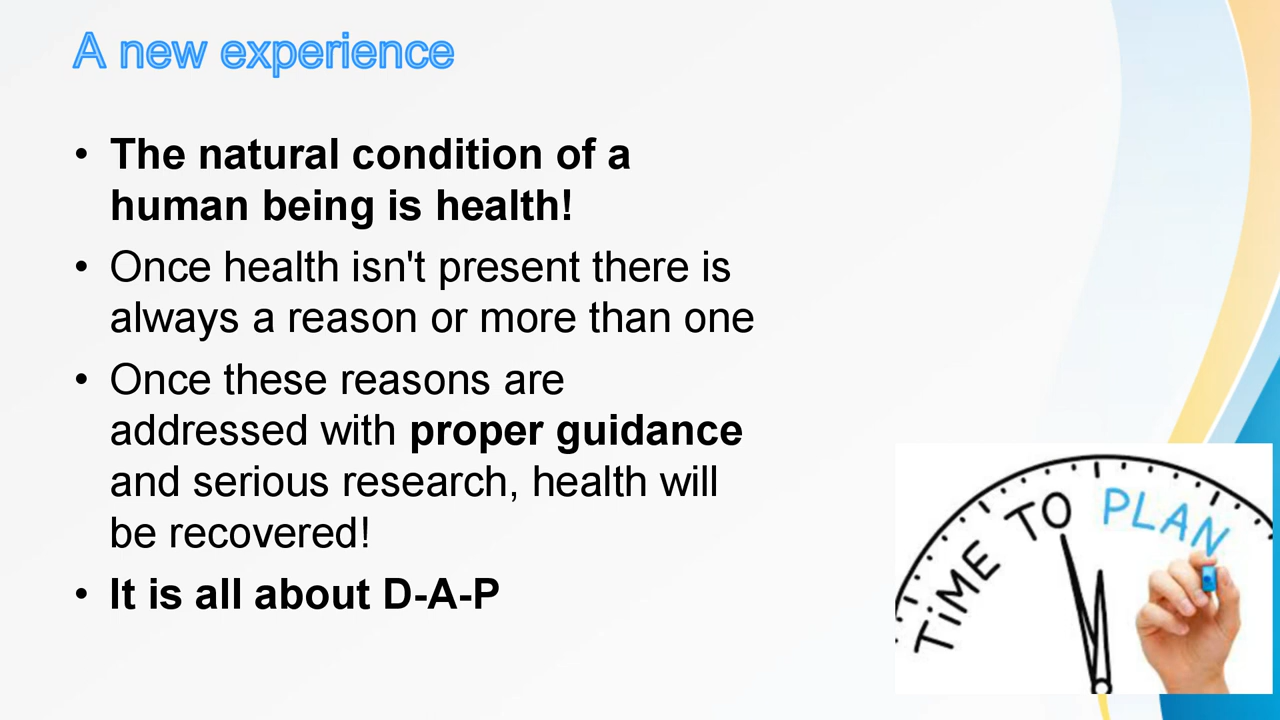 A new experience
• The natural condition of a
human being is health!
• Once health isn't present there is
always a reason or more than one
• Once these reasons are
addressed with proper guidance
and serious research, health will
be recovered!
• It is all about D-A-P
TiME TO PLAN